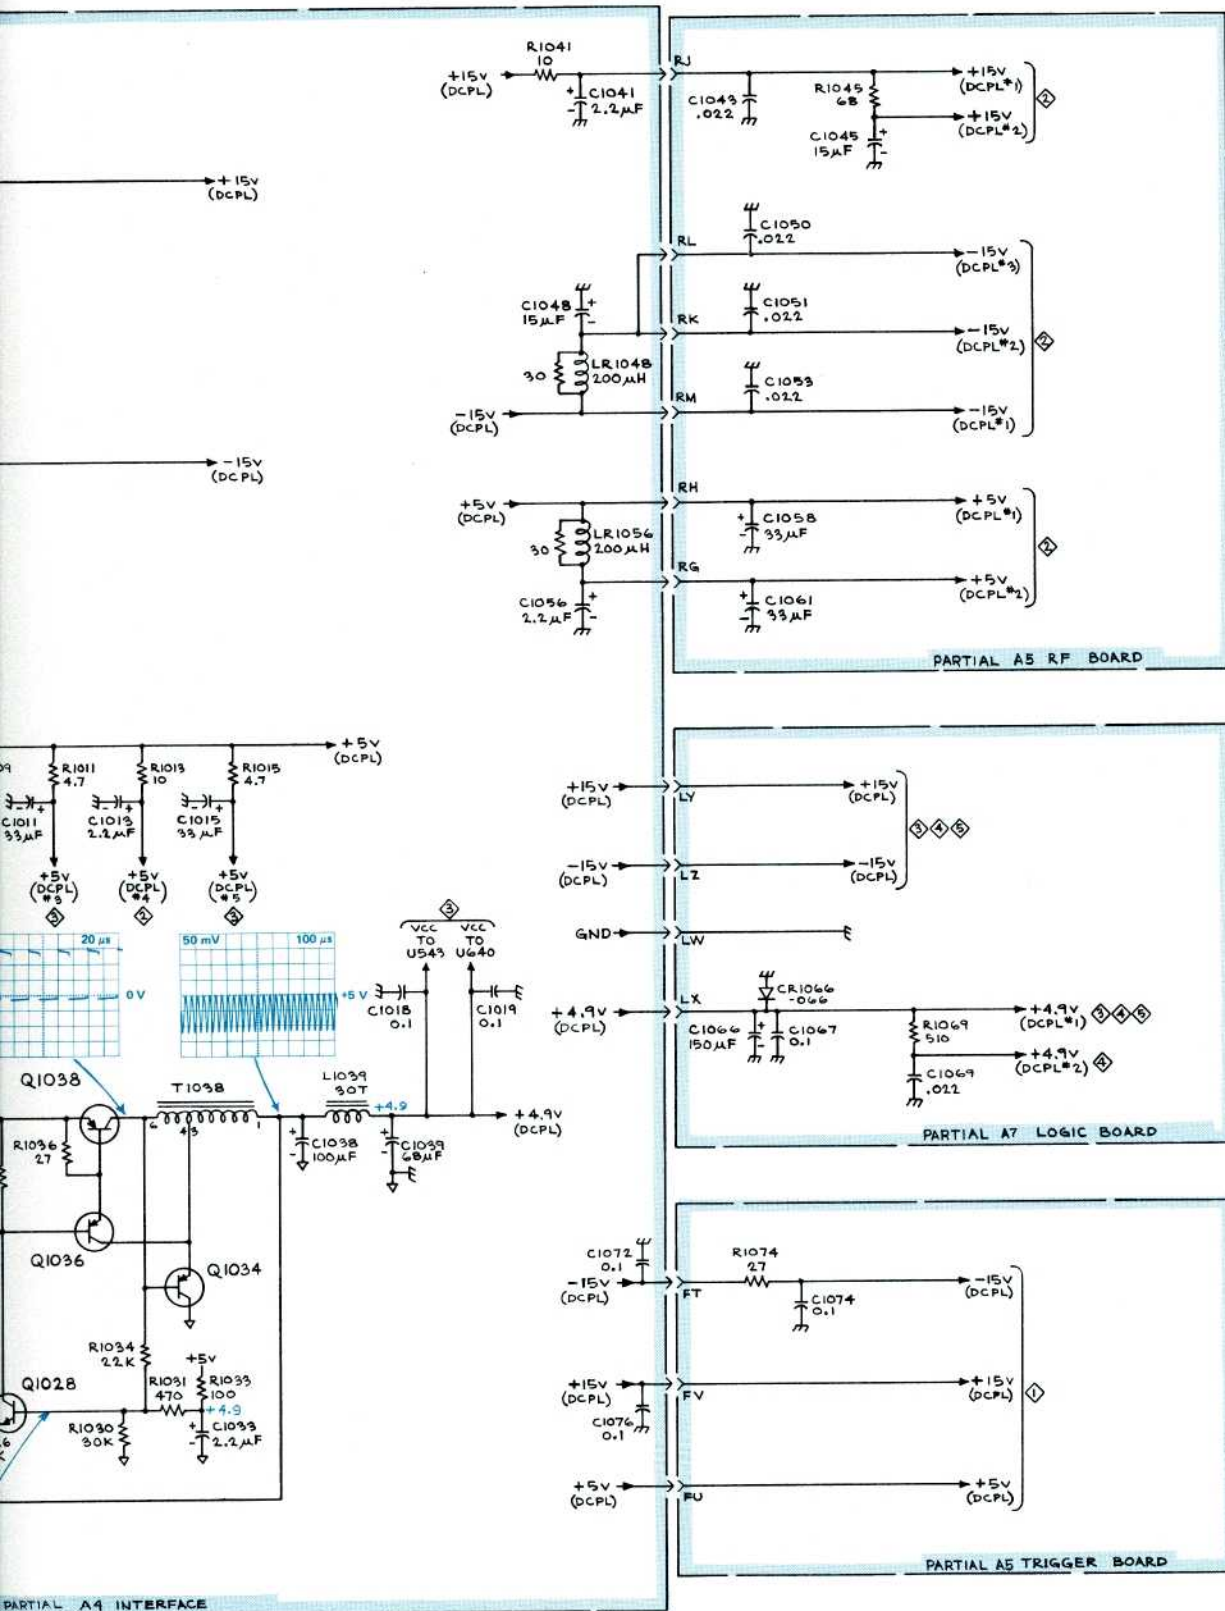 R1041
10
+15V
(DCPL)
C1041
2.2µF
+
-
RJ
C1043
.022
R1045
68
C1045
15µF
+
-
+15V
(DCPL#1)
+15V
(DCPL#2)
2
+15V
(DCPL)
C1050
.022
RL
-15V
(DCPL#3)
C1048
15µF
+
-
C1051
.022
RK
-15V
(DCPL#2)
2
30
LR1048
200µH
C1053
.022
RM
-15V
(DCPL)
-15V
(DCPL#1)
-15V
(DCPL)
+5V
(DCPL)
RH
+5V
(DCPL#1)
C1058
33µF
+
-
30
LR1056
200µH
2
RG
+5V
(DCPL#2)
C1056
2.2µF
+
-
C1061
33µF
+
-
PARTIAL A5 RF BOARD
+5V
(DCPL)
R1011
4.7
R1013
10
R1015
4.7
- +
C1011
33µF
- +
C1013
2.2µF
- +
C1015
33µF
+5V
(DCPL
#3)
3
+5V
(DCPL
#4)
2
+5V
(DCPL
#5)
3
+15V
(DCPL)
LY
+15V
(DCPL)
3 4 5
-15V
(DCPL)
LZ
-15V
(DCPL)
GND
LW
20 µs
0 V
50 mV
100 µs
+5 V
3
VCC
TO
U543
VCC
TO
U640
C1018
0.1
C1019
0.1
+4.9V
(DCPL)
LX
CR1066
-066
C1066
150µF
+
-
C1067
0.1
R1069
510
C1069
.022
+4.9V
(DCPL#1)
3 4 5
+4.9V
(DCPL#2)
4
PARTIAL A7 LOGIC BOARD
Q1038
T1038
6
4 3
1
L1039
30T
+4.9
+4.9V
(DCPL)
R1036
27
C1038
100µF
+
-
C1039
68µF
+
-
Q1036
Q1034
R1034
22K
+5V
Q1028
R1031
470
R1033
100
+4.9
R1030
30K
C1033
2.2µF
+
-
C1072
0.1
R1074
27
-15V
(DCPL)
FT
C1074
0.1
-15V
(DCPL)
+15V
(DCPL)
FV
+15V
(DCPL)
1
C1076
0.1
+5V
(DCPL)
FU
+5V
(DCPL)
PARTIAL A5 TRIGGER BOARD
PARTIAL A4 INTERFACE